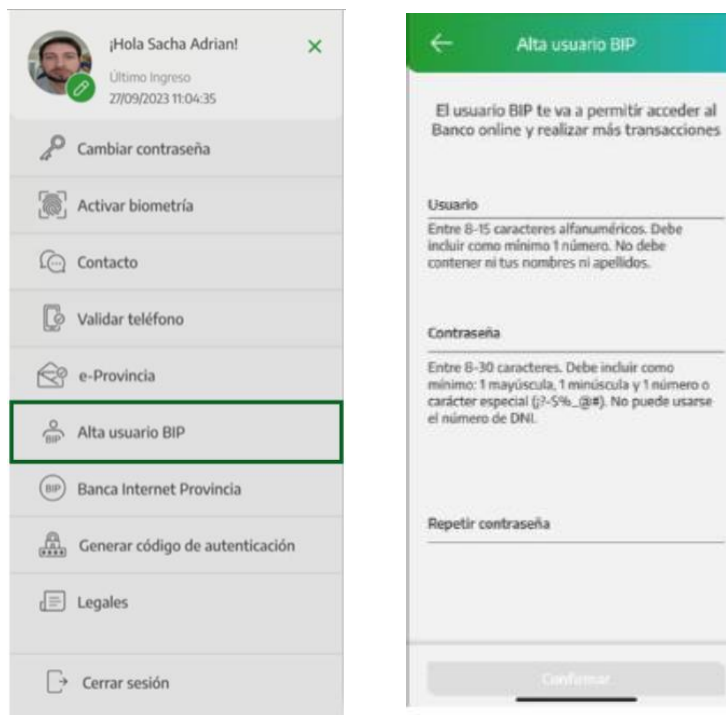 ¡Hola Sacha Adrian!
Último Ingreso
27/09/2023 11:04:35
Cambiar contraseña
Activar biometría
Contacto
Validar teléfono
e-Provincia
BIP
Alta usuario BIP
BIP
Banca Internet Provincia
Generar código de autenticación
Legales
Cerrar sesión
Alta usuario BIP
El usuario BIP te va a permitir acceder al
Banco online y realizar más transacciones
Usuario
Entre 8-15 caracteres alfanuméricos. Debe
incluir como mínimo 1 número. No debe
contener ni tus nombres ni apellidos.
Contraseña
Entre 8-30 caracteres. Debe incluir como
mínimo: 1 mayúscula, 1 minúscula y 1 número o
carácter especial (¡?-$%_@#). No puede usarse
el número de DNI.
Repetir contraseña
Confirmar